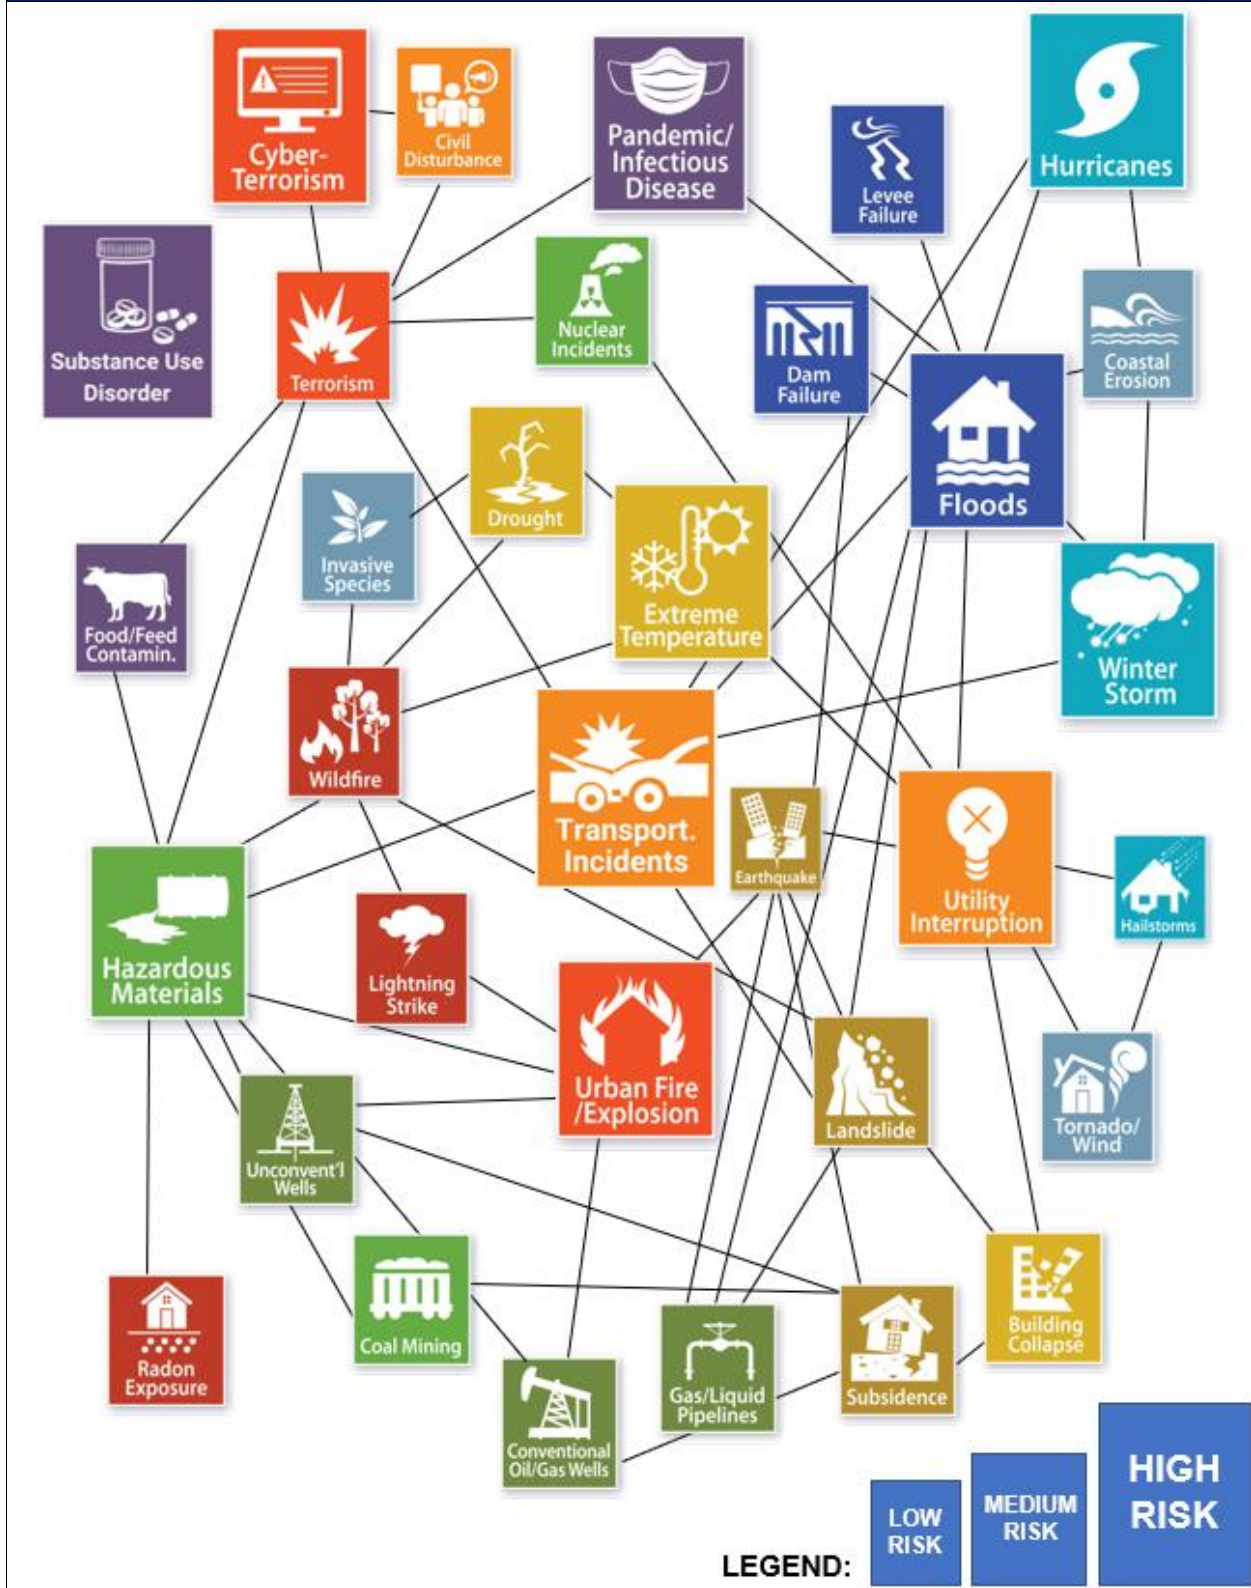 Cyber-
Terrorism
Civil
Disturbance
Pandemic/
Infectious
Disease
Levee
Failure
Hurricanes
Substance Use
Disorder
Terrorism
Nuclear
Incidents
Dam
Failure
Floods
Coastal
Erosion
Drought
Invasive
Species
Extreme
Temperature
Food/Feed
Contamin.
Winter
Storm
Wildfire
Transport.
Incidents
Earthquake
Utility
Interruption
Hailstorms
Hazardous
Materials
Lightning
Strike
Urban Fire
/Explosion
Landslide
Tornado/
Wind
Unconvent'l
Wells
Coal Mining
Radon
Exposure
Conventional
Oil/Gas Wells
Gas/Liquid
Pipelines
Subsidence
Building
Collapse
LEGEND:
LOW
RISK
MEDIUM
RISK
HIGH
RISK